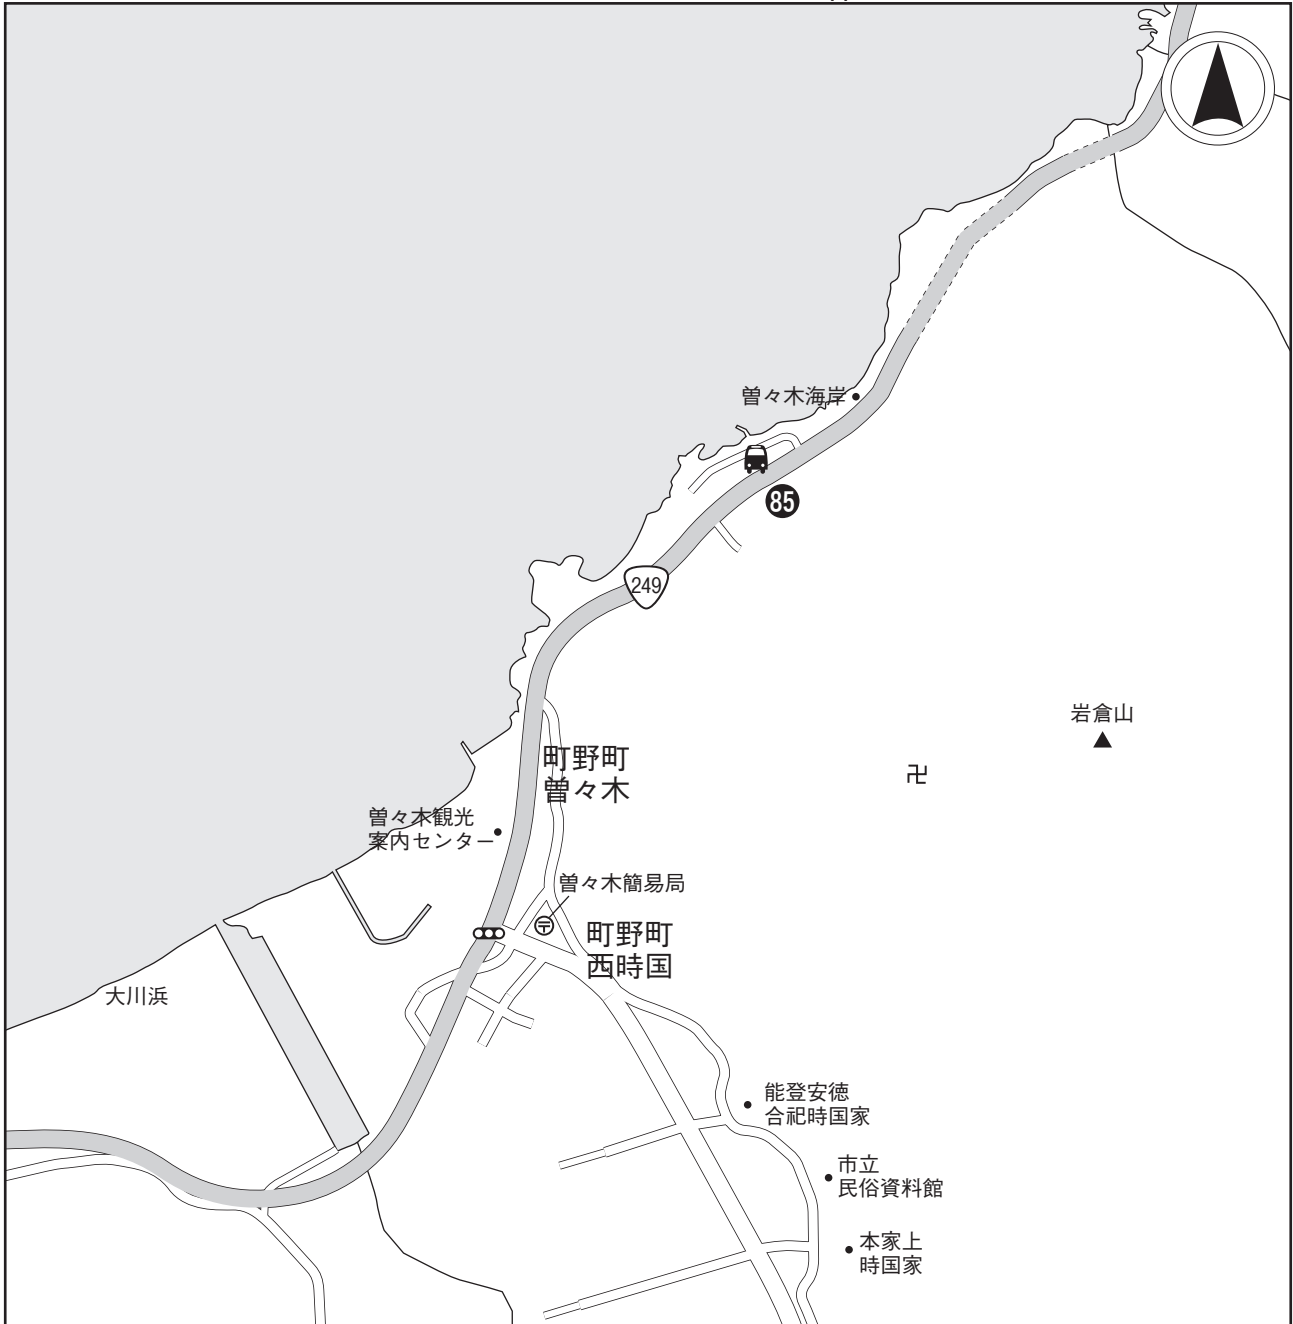 曽々木海岸
85
249
岩倉山
町野町
曽々木
卍
曽々木観光
案内センター
曽々木簡易局
町野町
西時国
大川浜
能登安徳
合祀時国家
市立
民俗資料館
本家上
時国家